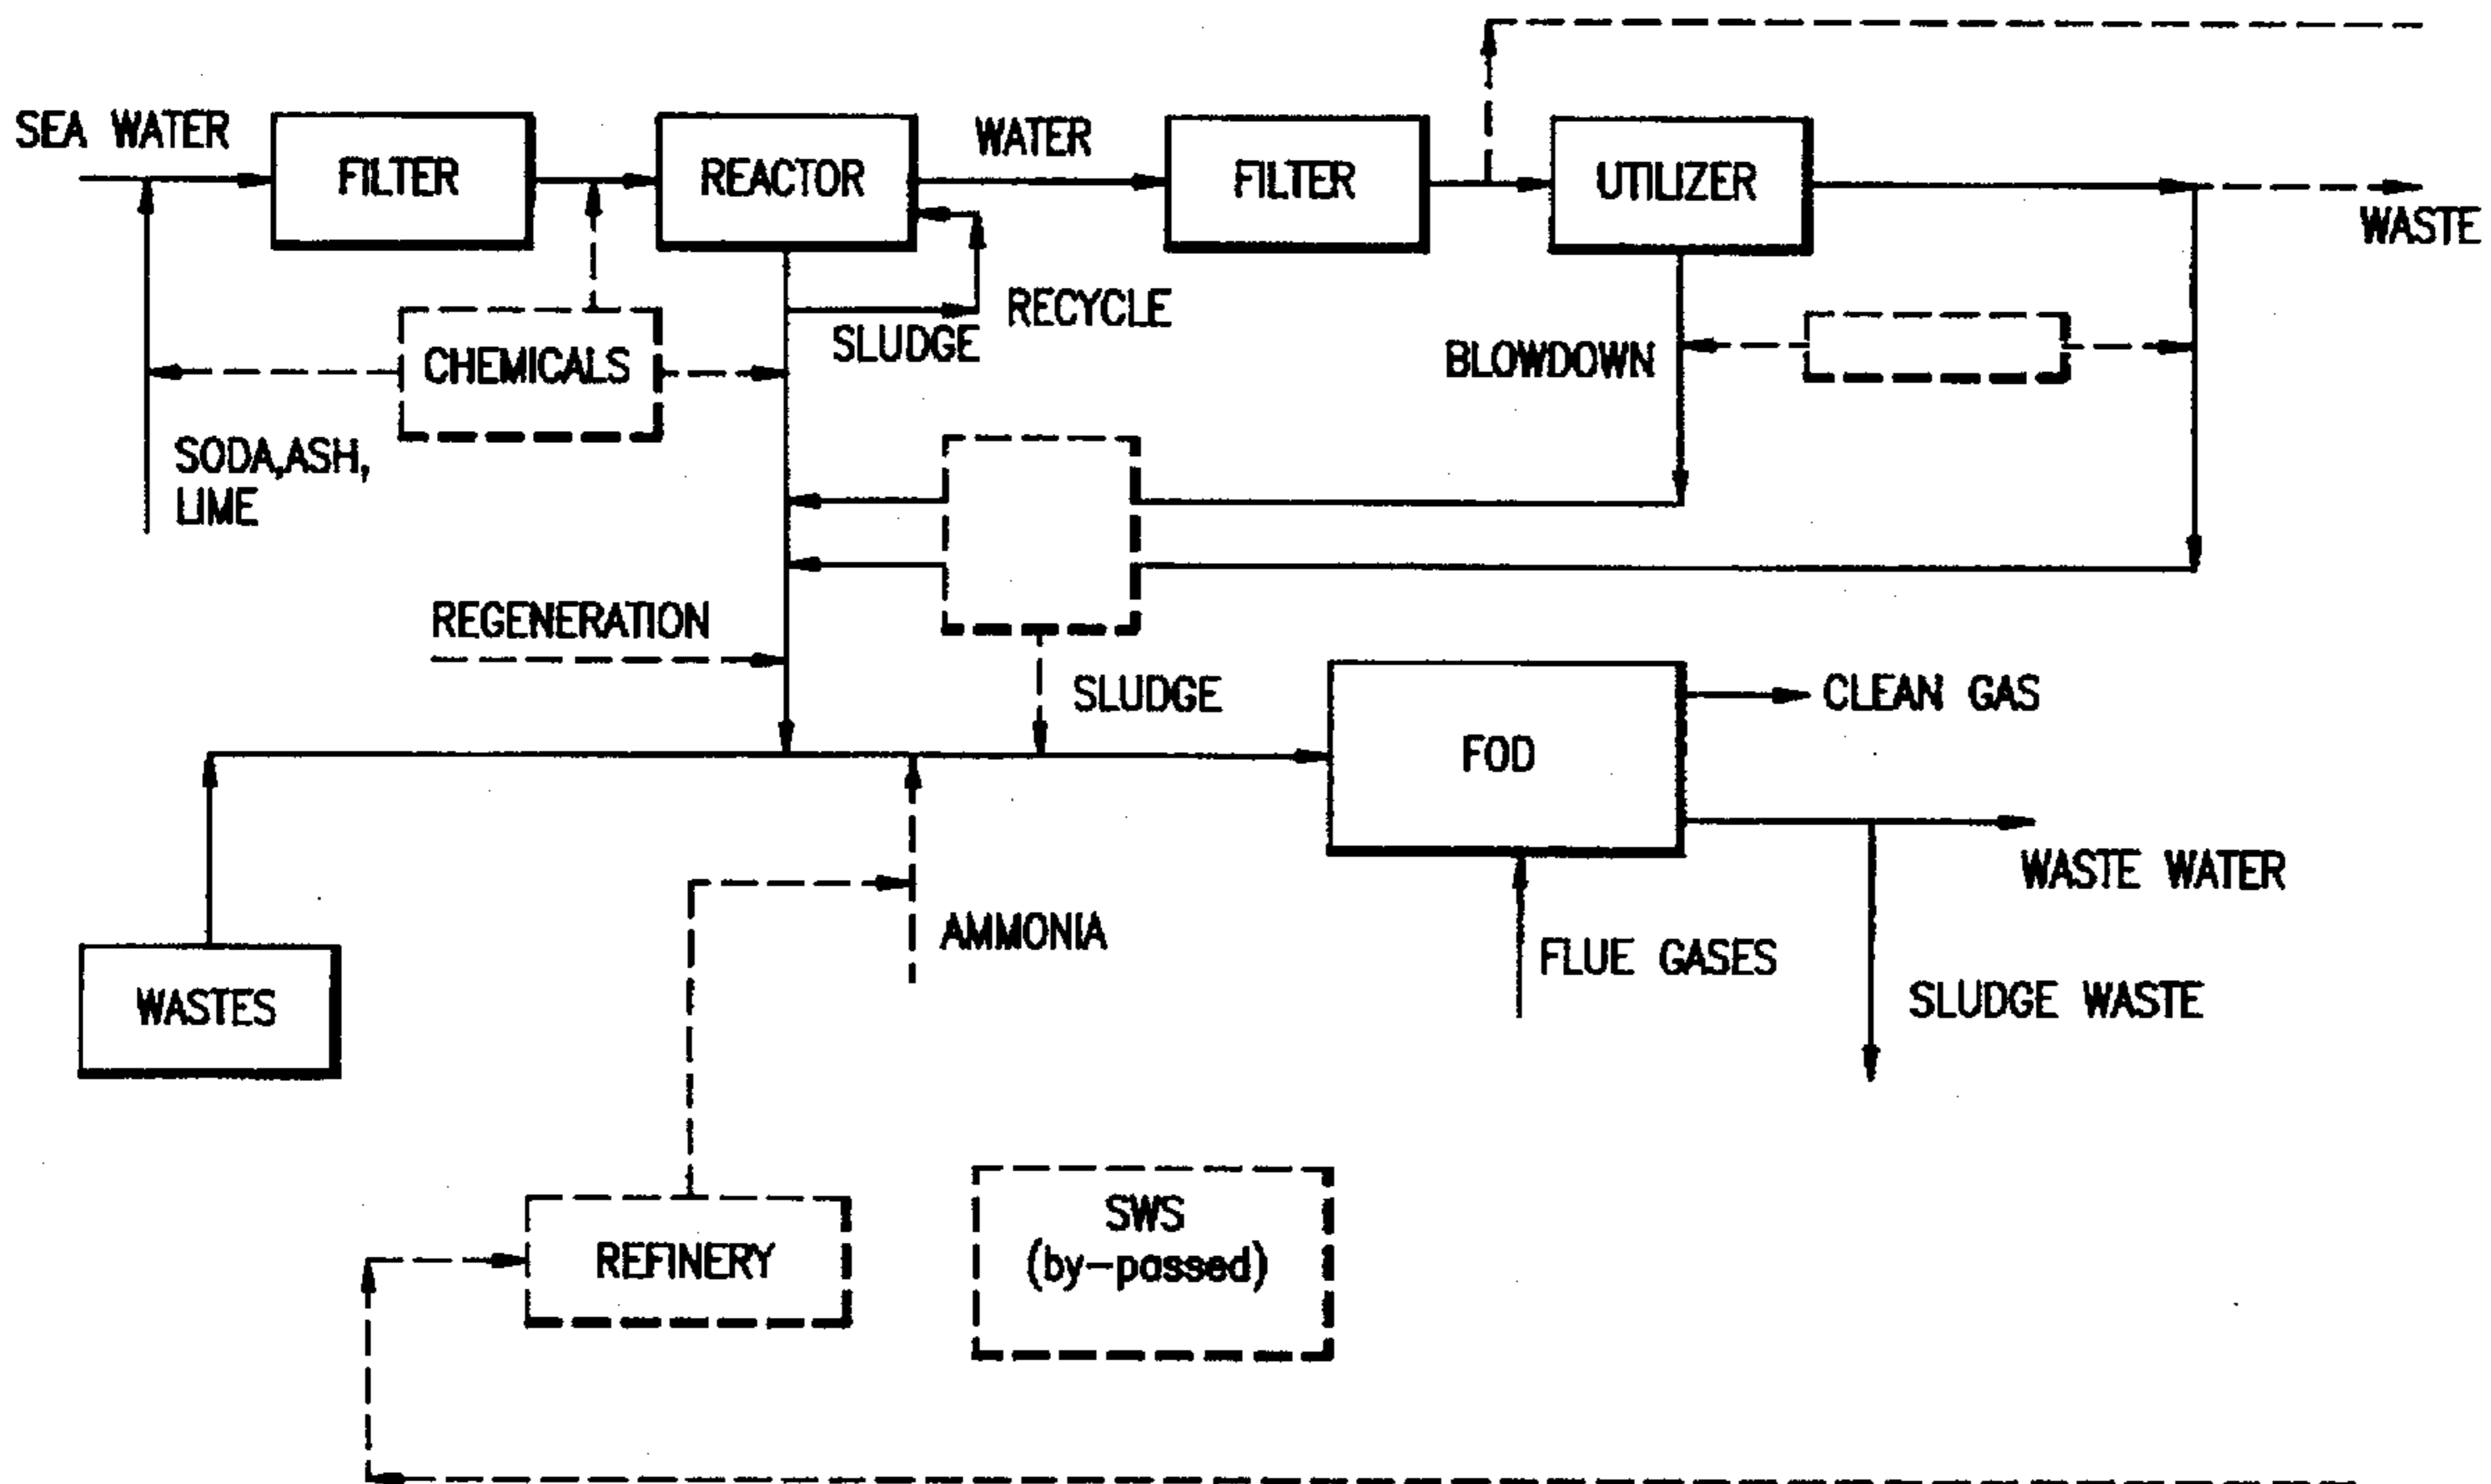 SEA WATER
FILTER
REACTOR
WATER
FILTER
UTILIZER
WASTE
RECYCLE
SLUDGE
CHEMICALS
BLOWDOWN
SODA,ASH,
LIME
REGENERATION
SLUDGE
CLEAN GAS
FOD
WASTE WATER
AMMONIA
FLUE GASES
WASTES
SLUDGE WASTE
SWS
REFINERY
(by-passed)